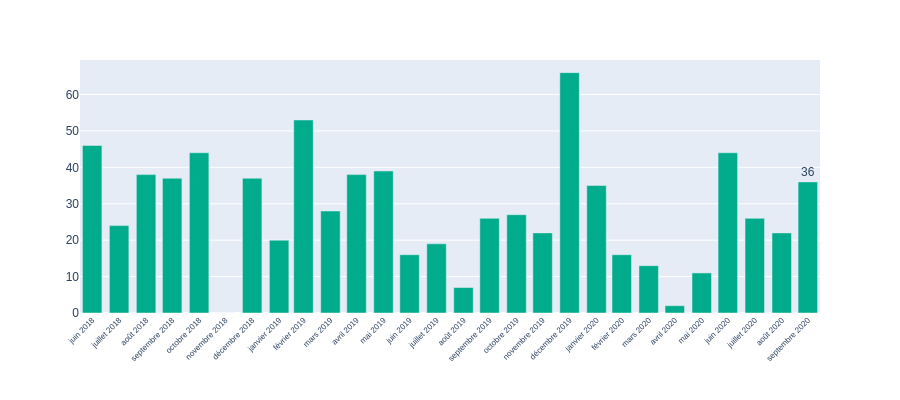 60
50
40
30
20
10
0
36
juin 2018
juillet 2018
août 2018
septembre 2018
octobre 2018
novembre 2018
décembre 2018
janvier 2019
février 2019
mars 2019
avril 2019
mai 2019
juin 2019
juillet 2019
août 2019
septembre 2019
octobre 2019
novembre 2019
décembre 2019
janvier 2020
février 2020
mars 2020
avril 2020
mai 2020
juin 2020
juillet 2020
août 2020
septembre 2020